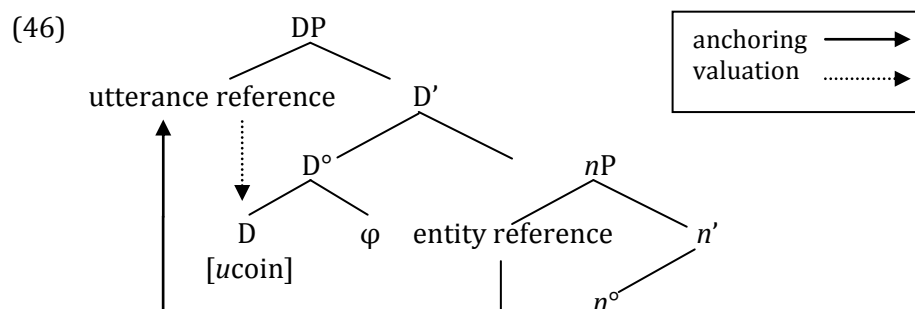 (46)
DP
anchoring
valuation
utterance reference D’
D° nP
D φ entity reference n’
[ucoin]
n°